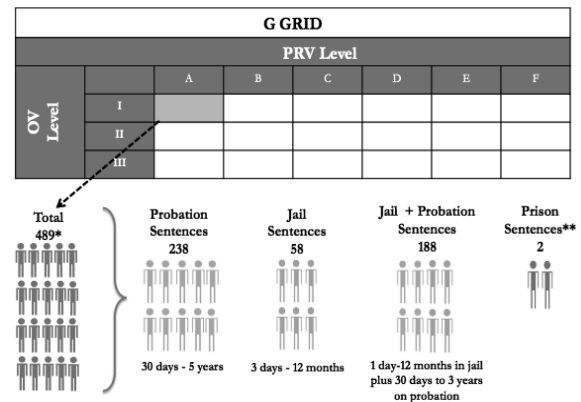 G GRID
PRV Level
A B C D E F
OV Level
I
II
III
Total
489*
Probation
Sentences
238
30 days - 5 years
Jail
Sentences
58
3 days - 12 months
Jail + Probation
Sentences
188
1 day-12 months in jail
plus 30 days to 3 years
on probation
Prison
Sentences**
2